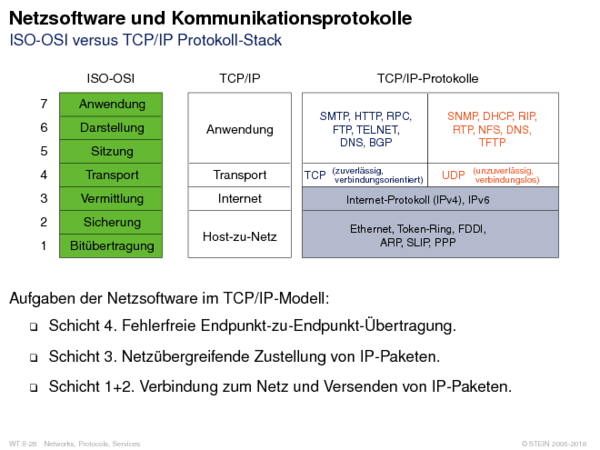 Netzsoftware und Kommunikationsprotokolle
ISO-OSI versus TCP/IP Protokoll-Stack
ISO-OSI TCP/IP TCP/IP-Protokolle
7 Anwendung
6 Darstellung
5 Sitzung
4 Transport
3 Vermittlung
2 Sicherung
1 Bitübertragung
Anwendung
Transport
Internet
Host-zu-Netz
SMTP, HTTP, RPC,
FTP, TELNET,
DNS, BGP
SNMP, DHCP, RIP,
RTP, NFS, DNS,
TFTP
TCP (zuverlässig,
verbindungsorientiert)
UDP (unzuverlässig,
verbindungslos)
Internet-Protokoll (IPv4), IPv6
Ethernet, Token-Ring, FDDI,
ARP, SLIP, PPP
Aufgaben der Netzsoftware im TCP/IP-Modell:
❑ Schicht 4. Fehlerfreie Endpunkt-zu-Endpunkt-Übertragung.
❑ Schicht 3. Netzübergreifende Zustellung von IP-Paketen.
❑ Schicht 1+2. Verbindung zum Netz und Versenden von IP-Paketen.
WT:II-28 Networks, Protocols, Services © STEIN 2005-2018